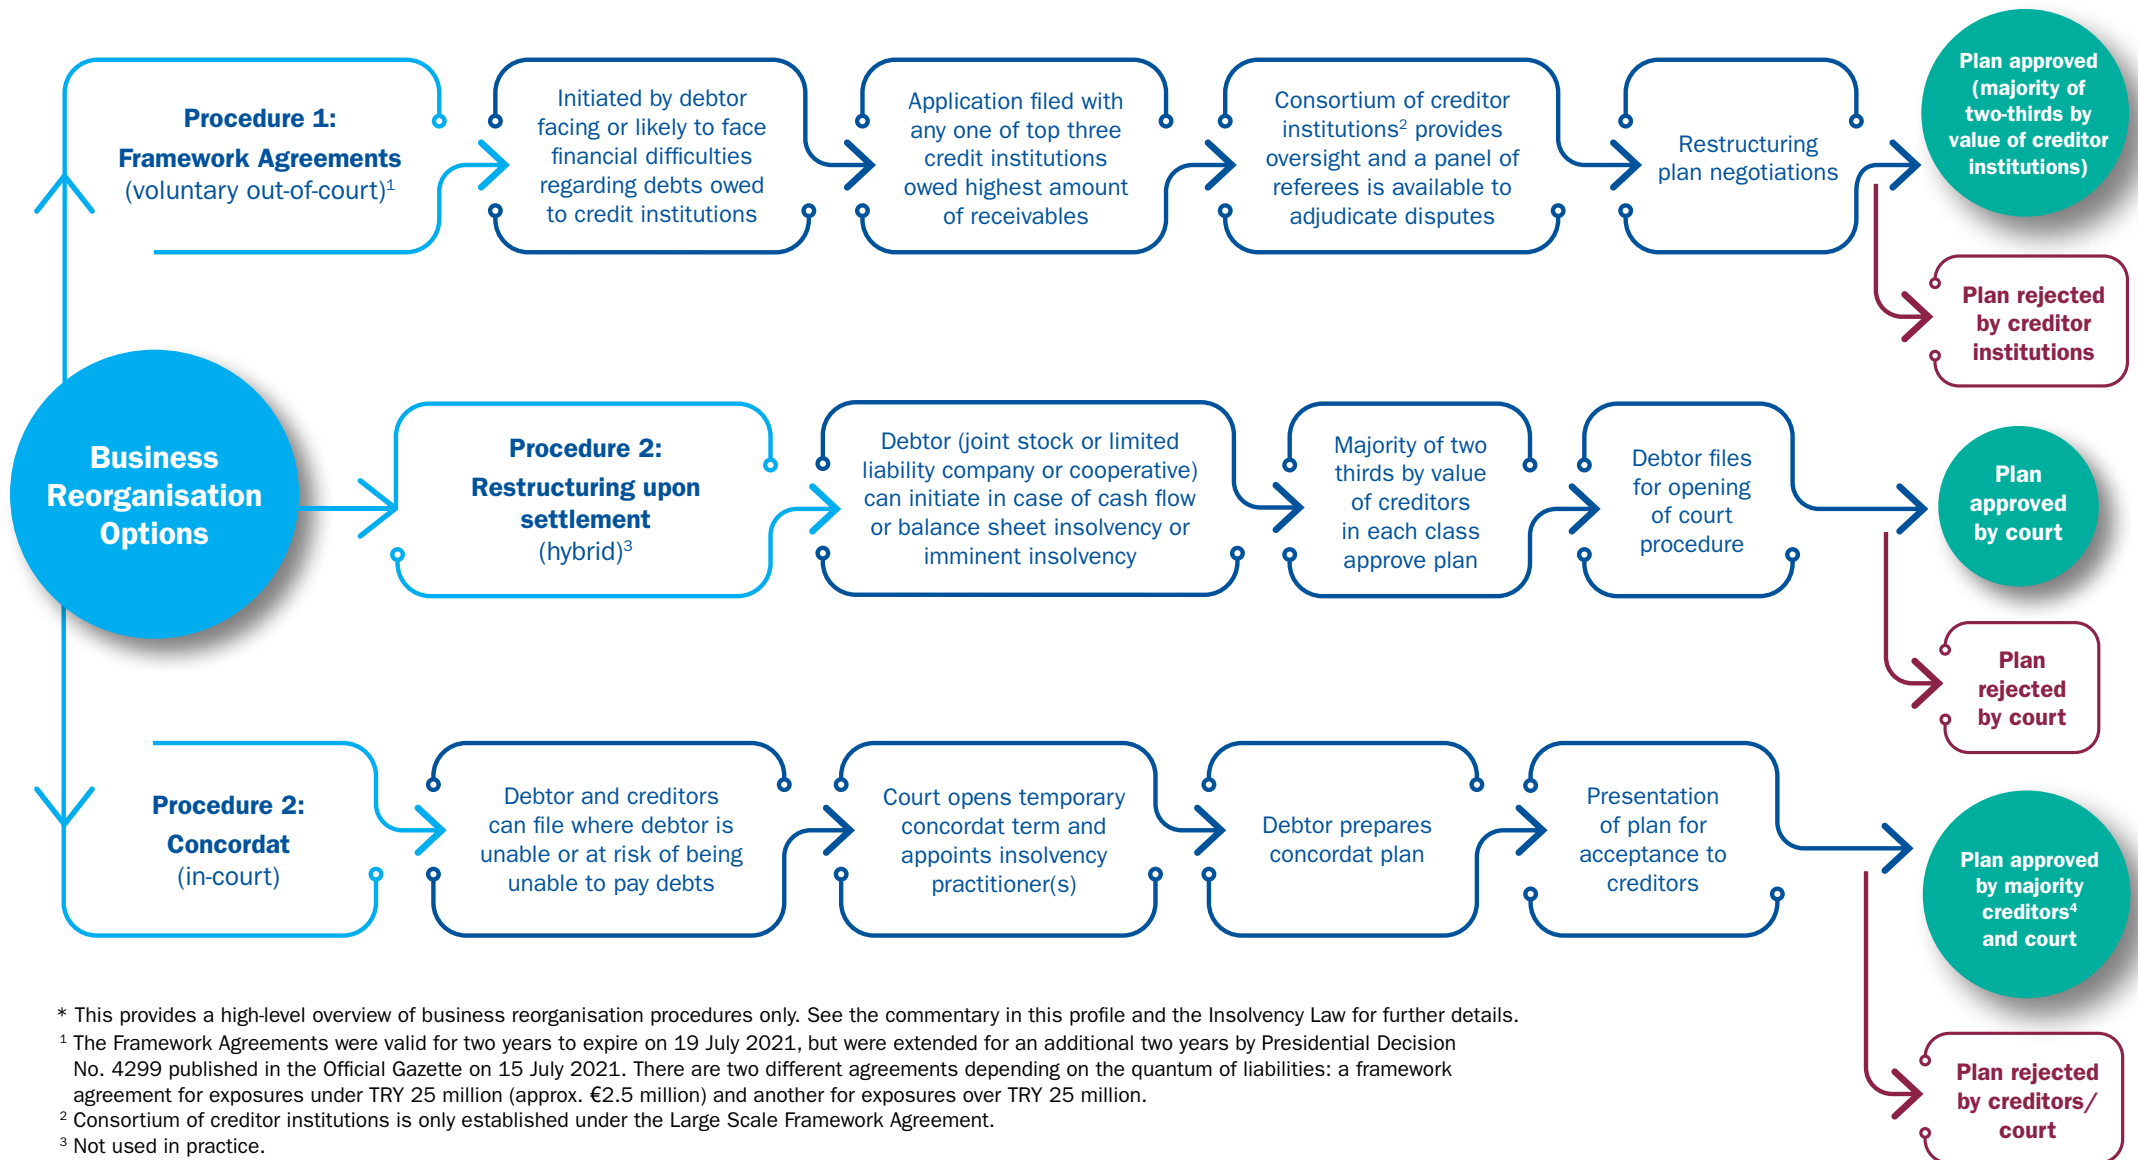 Business
Reorganisation
Options
Procedure 1:
Framework Agreements
(voluntary out-of-court)¹
Initiated by debtor
facing or likely to face
financial difficulties
regarding debts owed
to credit institutions
Application filed with
any one of top three
credit institutions
owed highest amount
of receivables
Consortium of creditor
institutions² provides
oversight and a panel of
referees is available to
adjudicate disputes
Restructuring
plan negotiations
Plan approved
(majority of
two-thirds by
value of creditor
institutions)
Plan rejected
by creditor
institutions
Procedure 2:
Restructuring upon
settlement
(hybrid)³
Debtor (joint stock or limited
liability company or cooperative)
can initiate in case of cash flow
or balance sheet insolvency or
imminent insolvency
Majority of two
thirds by value
of creditors
in each class
approve plan
Debtor files
for opening
of court
procedure
Plan
approved
by court
Plan
rejected
by court
Procedure 2:
Concordat
(in-court)
Debtor and creditors
can file where debtor is
unable or at risk of being
unable to pay debts
Court opens temporary
concordat term and
appoints insolvency
practitioner(s)
Debtor prepares
concordat plan
Presentation
of plan for
acceptance to
creditors
Plan approved
by majority
creditors⁴
and court
Plan rejected
by creditors/
court
* This provides a high-level overview of business reorganisation procedures only. See the commentary in this profile and the Insolvency Law for further details.
¹ The Framework Agreements were valid for two years to expire on 19 July 2021, but were extended for an additional two years by Presidential Decision
No. 4299 published in the Official Gazette on 15 July 2021. There are two different agreements depending on the quantum of liabilities: a framework
agreement for exposures under TRY 25 million (approx. €2.5 million) and another for exposures over TRY 25 million.
² Consortium of creditor institutions is only established under the Large Scale Framework Agreement.
³ Not used in practice.